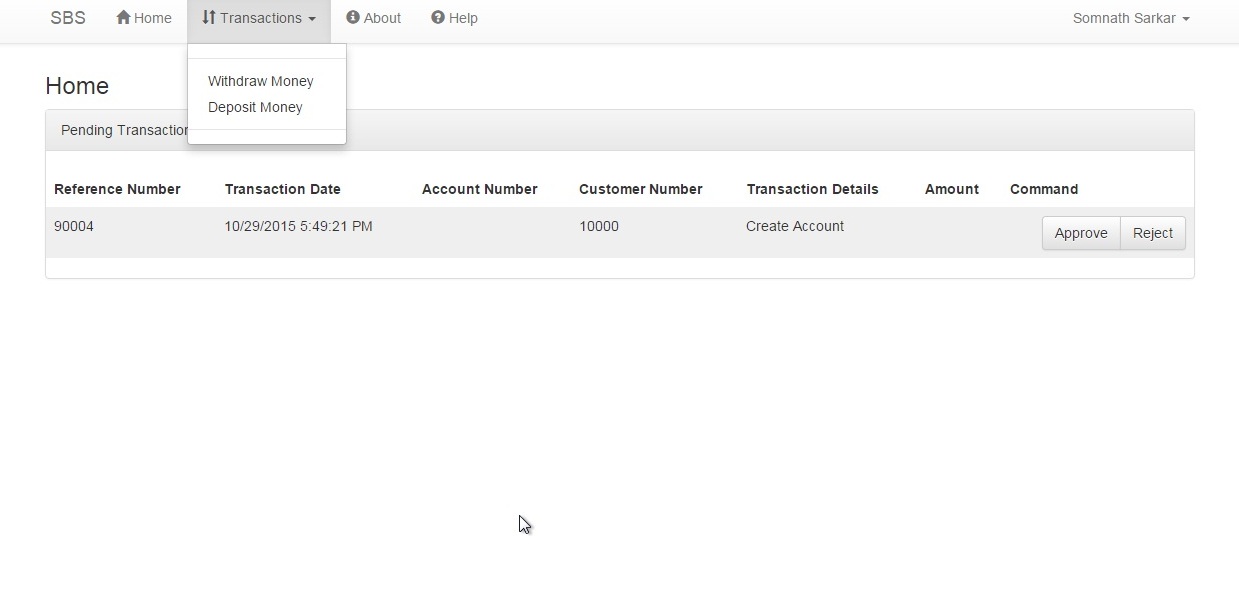 SBS Home Transactions About Help Somnath Sarkar
Withdraw Money
Deposit Money
Home
Pending Transaction
Reference Number Transaction Date Account Number Customer Number Transaction Details Amount Command
90004 10/29/2015 5:49:21 PM 10000 Create Account Approve Reject